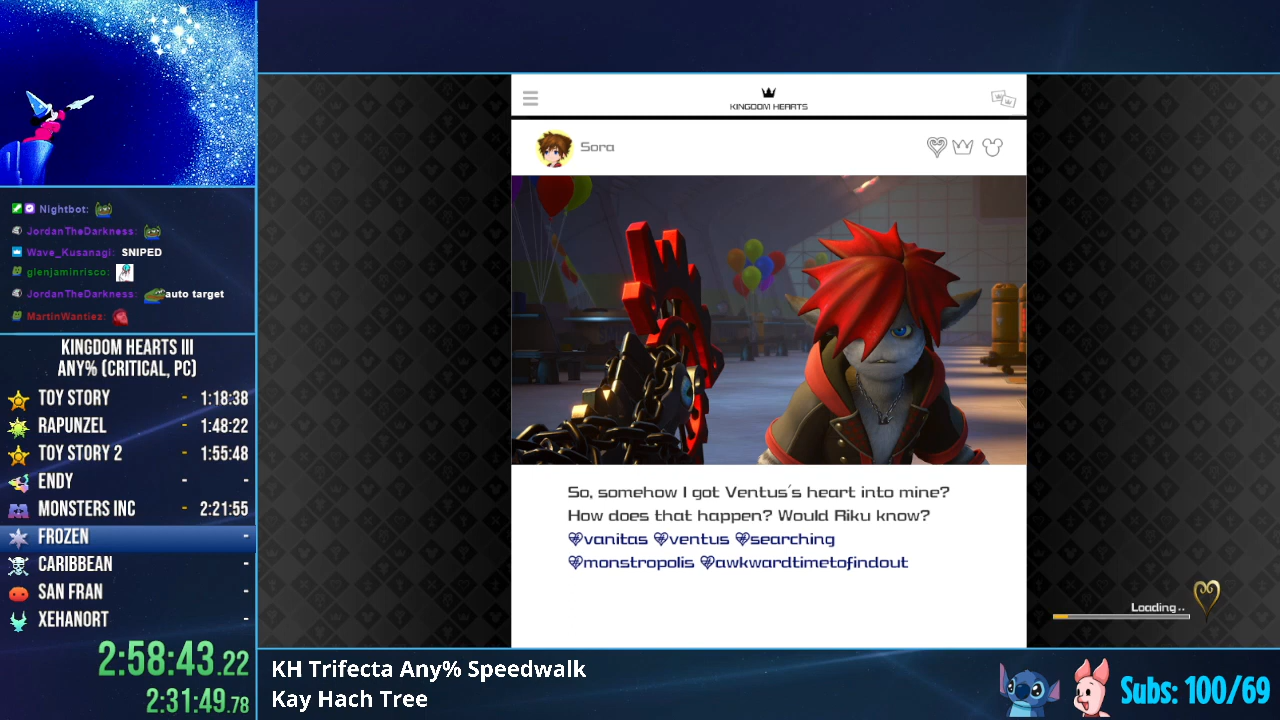 Nightbot:
JordanTheDarkness:
Wave_Kusanagi: SNIPED
glenjaminrisco:
JordanTheDarkness: auto target
MartinWantiez:
KINGDOM HEARTS III
ANY% (CRITICAL, PC)
TOY STORY - 1:18:38
RAPUNZEL - 1:48:22
TOY STORY 2 - 1:55:48
ENDY - -
MONSTERS INC - 2:21:55
FROZEN -
CARIBBEAN -
SAN FRAN -
XEHANORT -
2:58:43.22
2:31:49.78
KINGDOM HEARTS
Sora
So, somehow I got Ventus's heart into mine?
How does that happen? Would Riku know?
vanitas ventus searching
monstropolis awkwardtimetofindout
Loading..
KH Trifecta Any% Speedwalk
Kay Hach Tree
Subs: 100/69